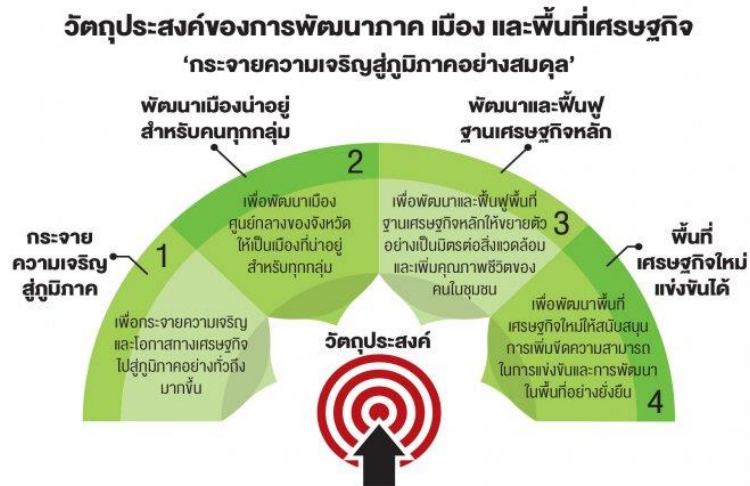 วัตถุประสงค์ของการพัฒนาภาค เมือง และพื้นที่เศรษฐกิจ
‘กระจายความเจริญสู่ภูมิภาคอย่างสมดุล’
กระจาย
ความเจริญ
สู่ภูมิภาค
1
เพื่อกระจายความเจริญ
และโอกาสทางเศรษฐกิจ
ไปสู่ภูมิภาคอย่างทั่วถึง
มากขึ้น
พัฒนาเมืองน่าอยู่
สำหรับคนทุกกลุ่ม
2
เพื่อพัฒนาเมือง
ศูนย์กลางของจังหวัด
ให้เป็นเมืองที่น่าอยู่
สำหรับทุกกลุ่ม
พัฒนาและฟื้นฟู
ฐานเศรษฐกิจหลัก
เพื่อพัฒนาและฟื้นฟูพื้นที่
ฐานเศรษฐกิจหลักให้ขยายตัว
อย่างเป็นมิตรต่อสิ่งแวดล้อม
และเพิ่มคุณภาพชีวิตของ
คนในชุมชน
3
พื้นที่
เศรษฐกิจใหม่
แข่งขันได้
เพื่อพัฒนาพื้นที่
เศรษฐกิจใหม่ให้สนับสนุน
การเพิ่มขีดความสามารถ
ในการแข่งขันและการพัฒนา
ในพื้นที่อย่างยั่งยืน
4
วัตถุประสงค์